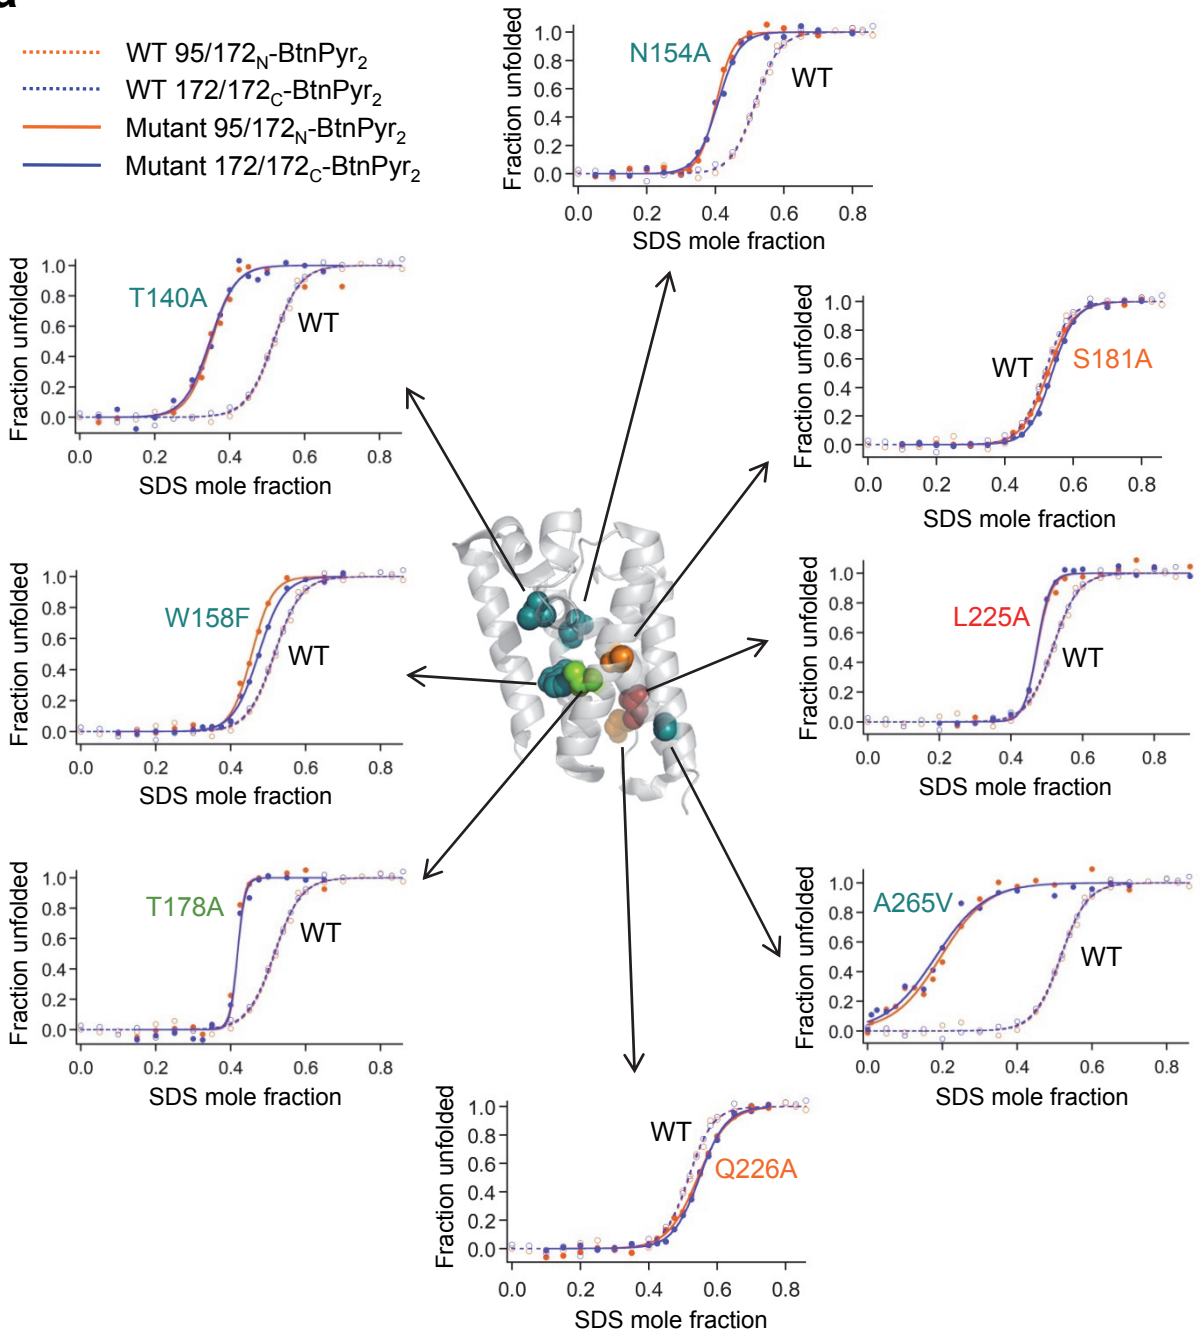 a
WT 95/172N-BtnPyr2
WT 172/172C-BtnPyr2
Mutant 95/172N-BtnPyr2
Mutant 172/172C-BtnPyr2
Fraction unfolded
1.0
0.8
0.6
0.4
0.2
0.0
N154A
WT
0.0 0.2 0.4 0.6 0.8
SDS mole fraction
Fraction unfolded
1.0
0.8
0.6
0.4
0.2
0.0
T140A
WT
0.0 0.2 0.4 0.6 0.8
SDS mole fraction
Fraction unfolded
1.0
0.8
0.6
0.4
0.2
0.0
WT
S181A
0.0 0.2 0.4 0.6 0.8
SDS mole fraction
Fraction unfolded
1.0
0.8
0.6
0.4
0.2
0.0
W158F
WT
0.0 0.2 0.4 0.6 0.8
SDS mole fraction
Fraction unfolded
1.0
0.8
0.6
0.4
0.2
0.0
L225A
WT
0.0 0.2 0.4 0.6 0.8
SDS mole fraction
Fraction unfolded
1.0
0.8
0.6
0.4
0.2
0.0
T178A
WT
0.0 0.2 0.4 0.6 0.8
SDS mole fraction
Fraction unfolded
1.0
0.8
0.6
0.4
0.2
0.0
A265V
WT
0.0 0.2 0.4 0.6 0.8
SDS mole fraction
Fraction unfolded
1.0
0.8
0.6
0.4
0.2
0.0
WT
Q226A
0.0 0.2 0.4 0.6 0.8
SDS mole fraction